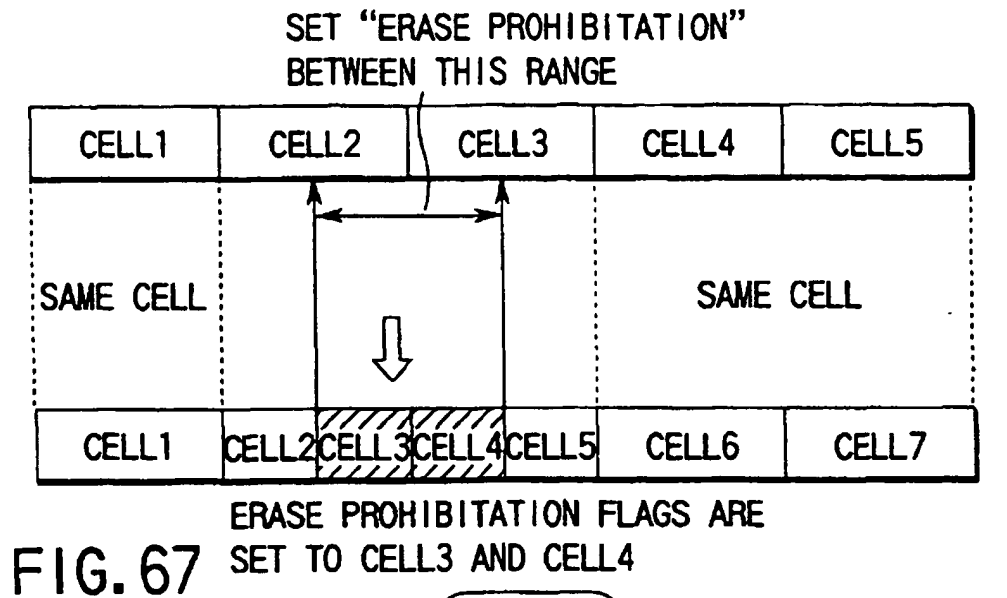 SET “ERASE PROHIBITATION”
BETWEEN THIS RANGE
CELL1 CELL2 CELL3 CELL4 CELL5
SAME CELL SAME CELL
CELL1 CELL2 CELL3 CELL4 CELL5 CELL6 CELL7
ERASE PROHIBITATION FLAGS ARE
SET TO CELL3 AND CELL4
FIG. 67